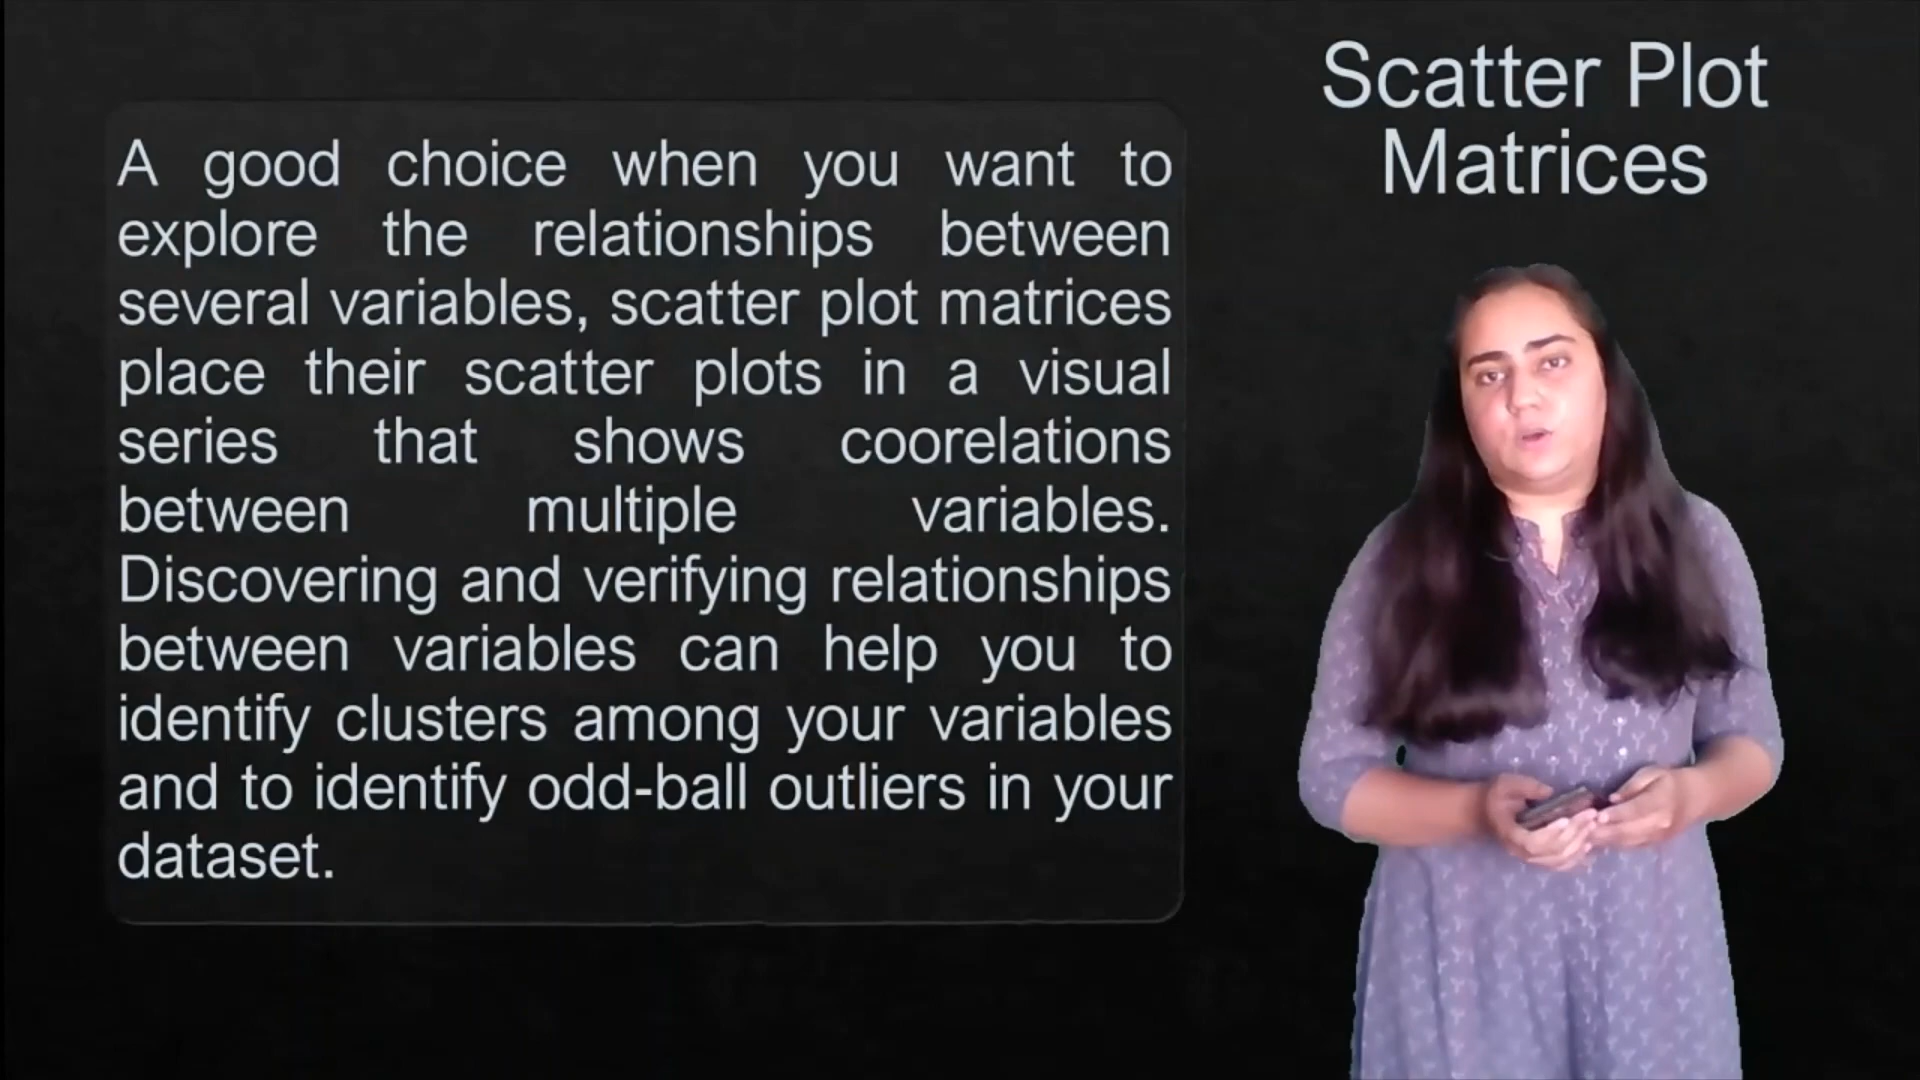 Scatter Plot
Matrices
A good choice when you want to
explore the relationships between
several variables, scatter plot matrices
place their scatter plots in a visual
series that shows coorelations
between multiple variables.
Discovering and verifying relationships
between variables can help you to
identify clusters among your variables
and to identify odd-ball outliers in your
dataset.